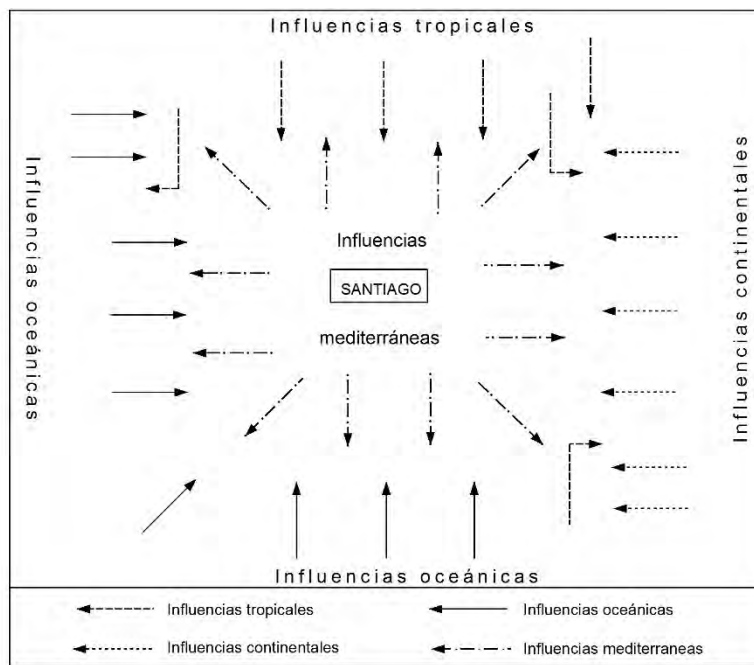 Influencias tropicales
Influencias oceánicas
Influencias continentales
Influencias
SANTIAGO
mediterráneas
Influencias oceánicas
Influencias tropicales
Influencias oceánicas
Influencias continentales
Influencias mediterraneas